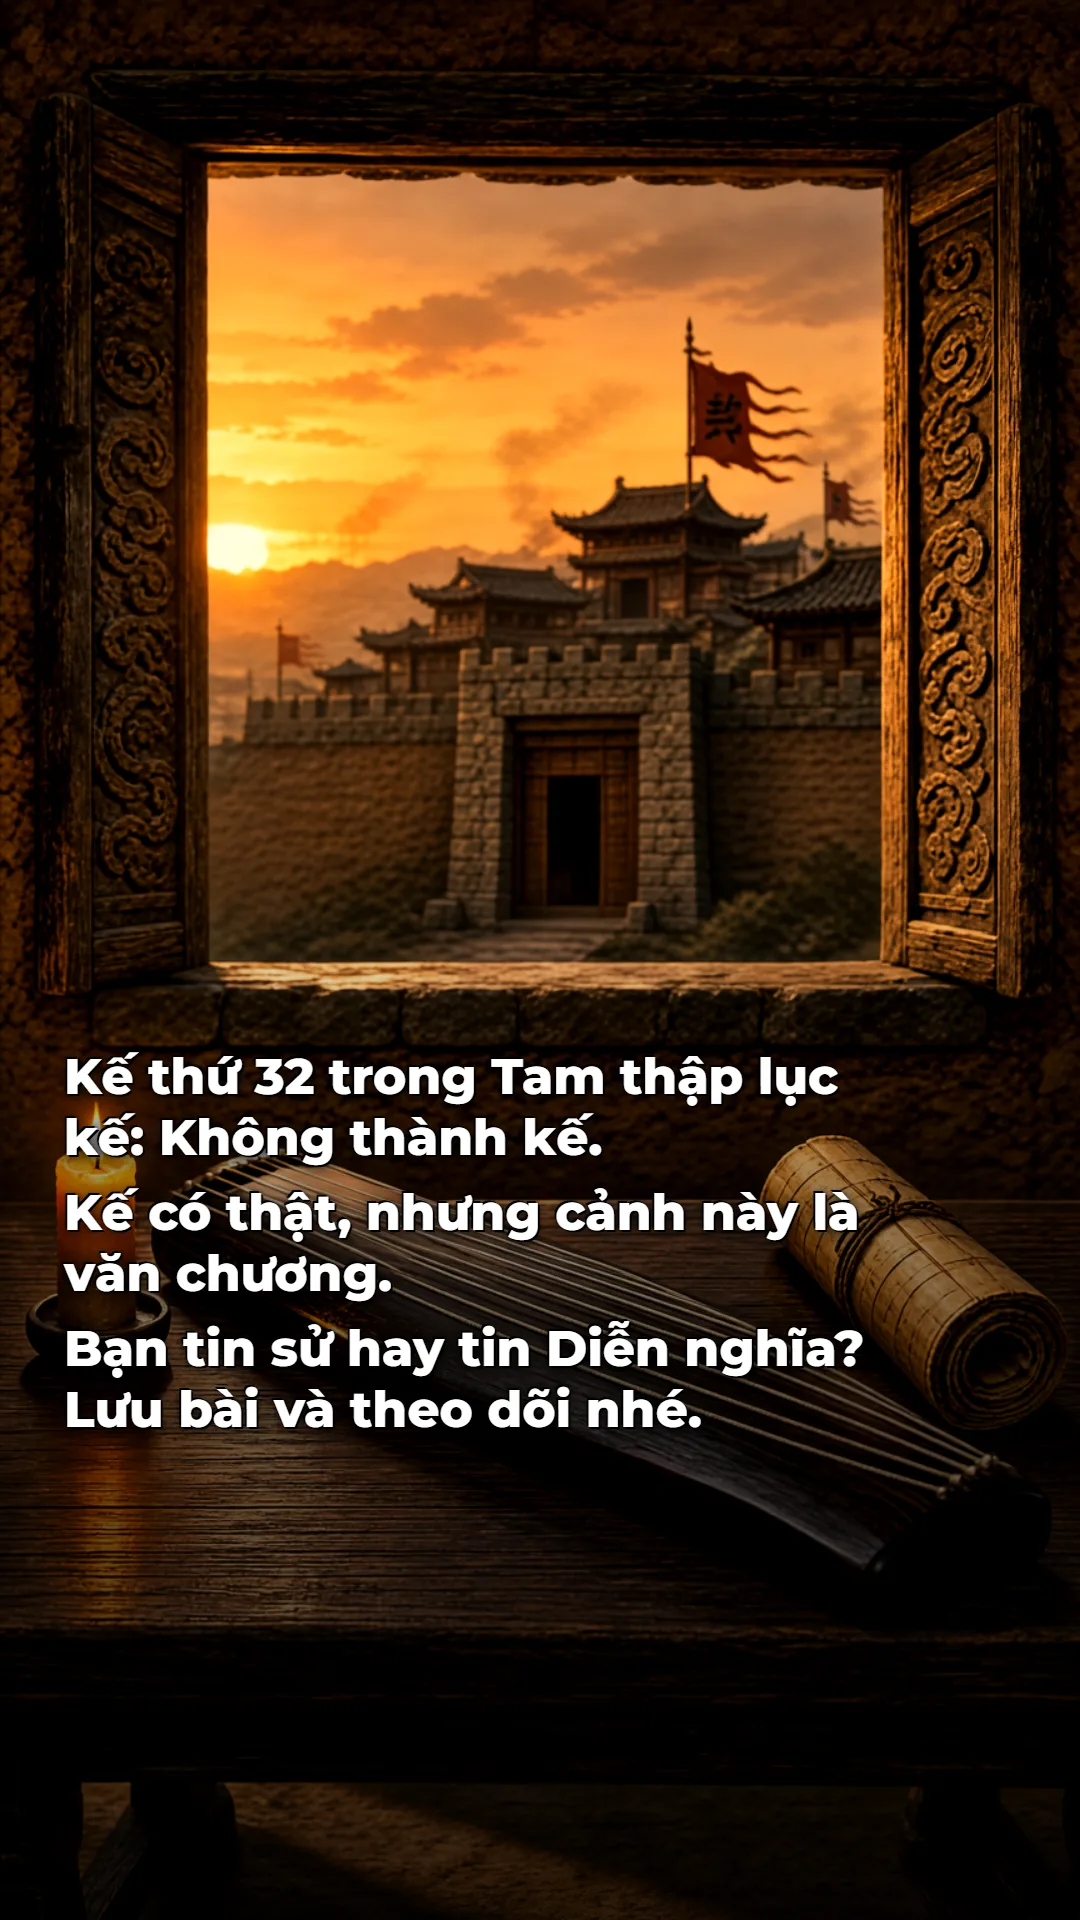 Kế thứ 32 trong Tam thập lục
kế: Không thành kế.
Kế có thật, nhưng cảnh này là
văn chương.
Bạn tin sử hay tin Diễn nghĩa?
Lưu bài và theo dõi nhé.